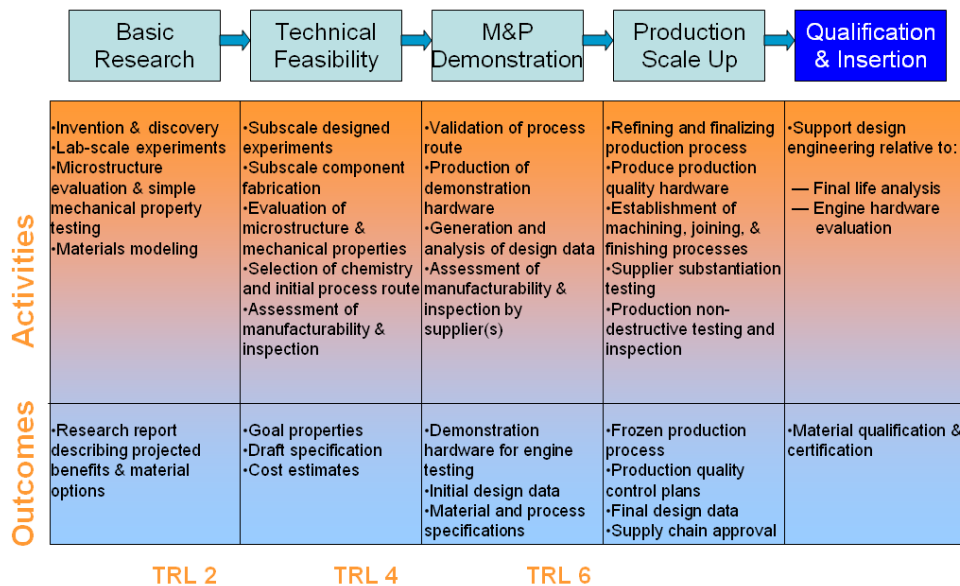 Basic
Research
Technical
Feasibility
M&P
Demonstration
Production
Scale Up
Qualification
& Insertion
Activities
•Invention & discovery
•Lab-scale experiments
•Microstructure
evaluation & simple
mechanical property
testing
•Materials modeling
•Subscale designed
experiments
•Subscale component
fabrication
•Evaluation of
microstructure &
mechanical properties
•Selection of chemistry
and initial process route
•Assessment of
manufacturability &
inspection
•Validation of process
route
•Production of
demonstration
hardware
•Generation and
analysis of design data
•Assessment of
manufacturability &
inspection by
supplier(s)
•Refining and finalizing
production process
•Produce production
quality hardware
•Establishment of
machining, joining, &
finishing processes
•Supplier substantiation
testing
•Production non-
destructive testing and
inspection
•Support design
engineering relative to:
— Final life analysis
— Engine hardware
evaluation
Outcomes
•Research report
describing projected
benefits & material
options
•Goal properties
•Draft specification
•Cost estimates
•Demonstration
hardware for engine
testing
•Initial design data
•Material and process
specifications
•Frozen production
process
•Production quality
control plans
•Final design data
•Supply chain approval
•Material qualification &
certification
TRL 2
TRL 4
TRL 6